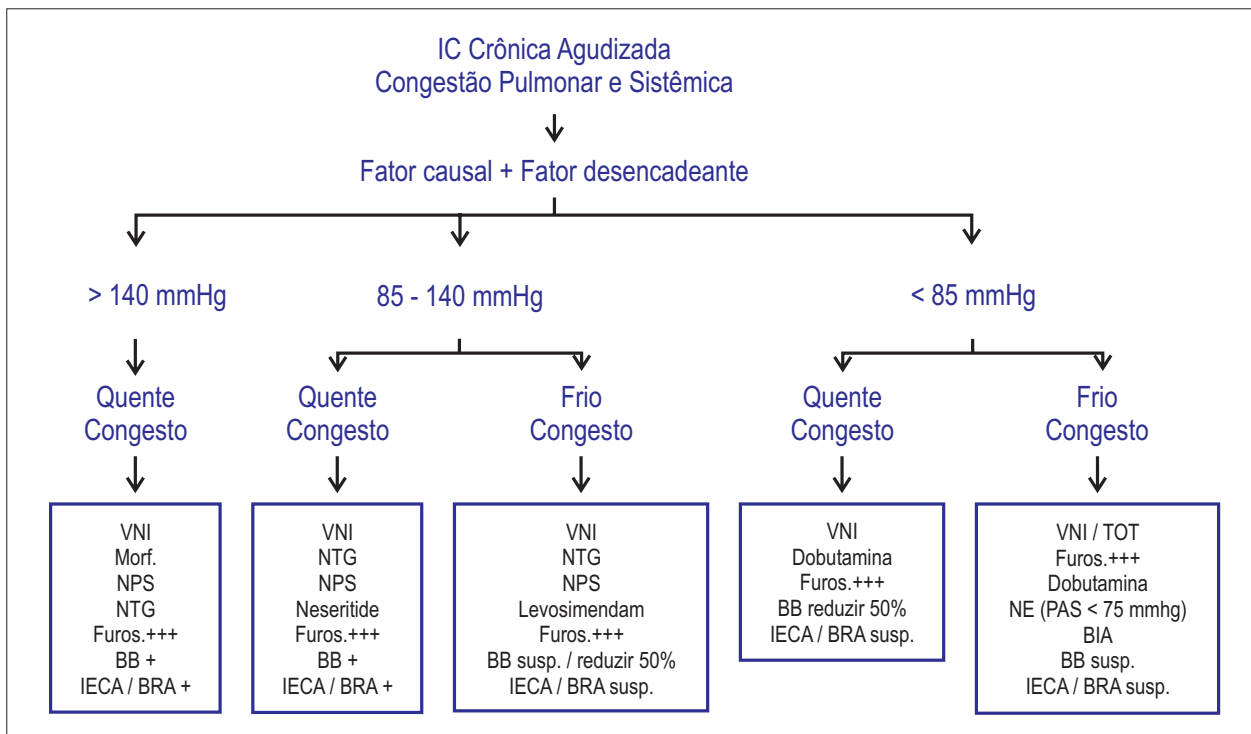 IC Crônica Agudizada
Congestão Pulmonar e Sistêmica
Fator causal + Fator desencadeante
> 140 mmHg
85 - 140 mmHg
< 85 mmHg
Quente
Congesto
Quente
Congesto
Frio
Congesto
Quente
Congesto
Frio
Congesto
VNI
Morf.
NPS
NTG
Furos.+++
BB +
IECA / BRA +
VNI
NTG
NPS
Neseritide
Furos.+++
BB +
IECA / BRA +
VNI
NTG
NPS
Levosimendam
Furos.+++
BB susp. / reduzir 50%
IECA / BRA susp.
VNI
Dobutamina
Furos.+++
BB reduzir 50%
IECA / BRA susp.
VNI / TOT
Furos.+++
Dobutamina
NE (PAS < 75 mmhg)
BIA
BB susp.
IECA / BRA susp.